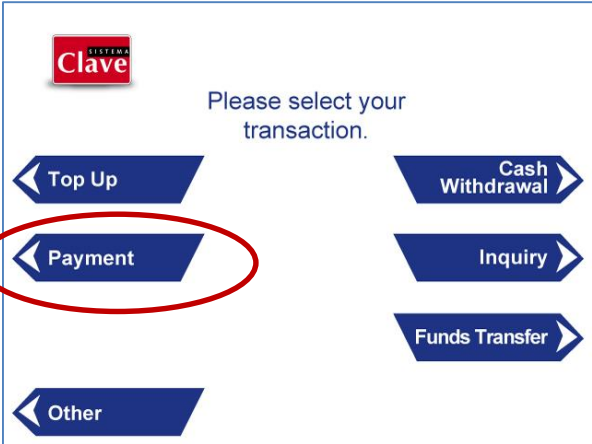 SISTEMA
Clave
Please select your
transaction.
Top Up
Cash
Withdrawal
Payment
Inquiry
Funds Transfer
Other